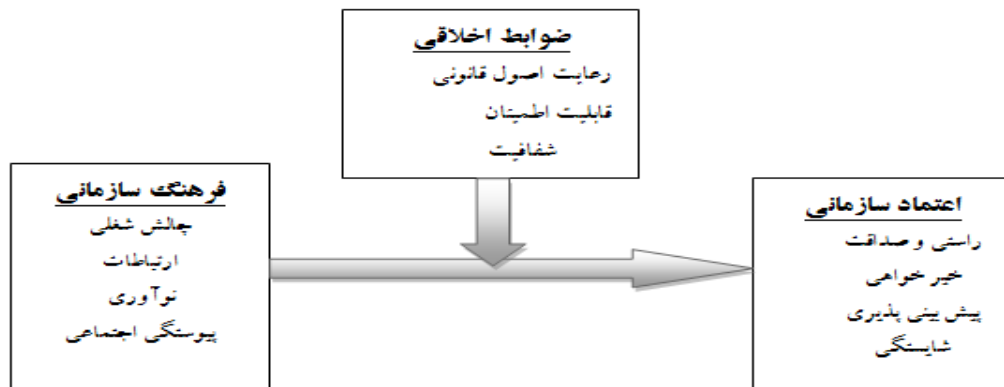 ضوابط اخلاقی
رعایت اصول قانونی
قابلیت اطمینان
شفافیت
فرهنگ سازمانی
چالش شغلی
ارتباطات
نوآوری
پیوستگی اجتماعی
اعتماد سازمانی
راستی و صداقت
خیر خواهی
پیش بینی پذیری
شایستگی